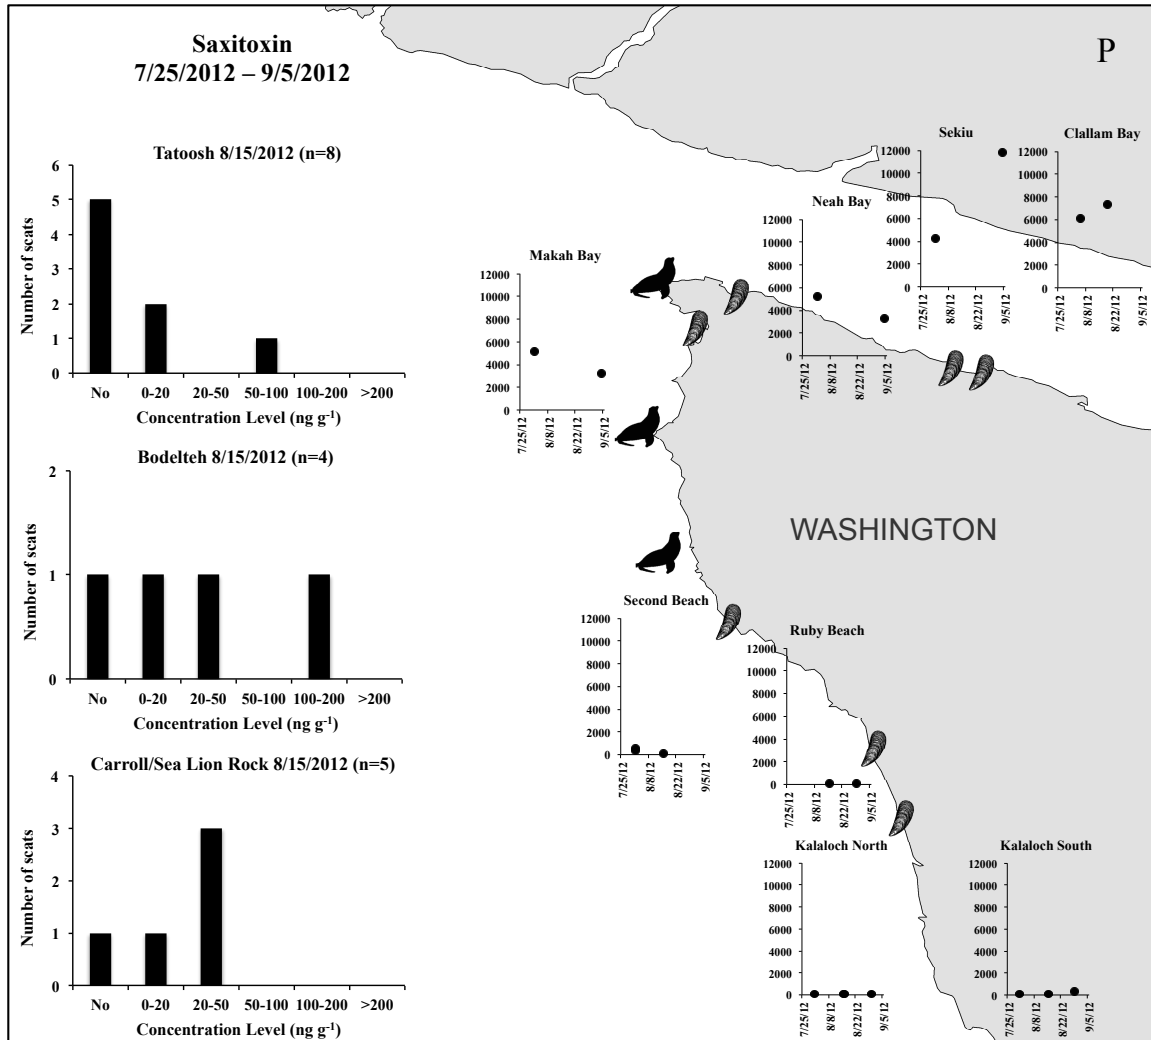 Saxitoxin
7/25/2012 – 9/5/2012
P
Tatoosh 8/15/2012 (n=8)
6
5
4
3
2
1
0
Number of scats
No 0-20 20-50 50-100 100-200 >200
Concentration Level (ng g-1)
Bodelteh 8/15/2012 (n=4)
2
1
0
Number of scats
No 0-20 20-50 50-100 100-200 >200
Concentration Level (ng g-1)
Carroll/Sea Lion Rock 8/15/2012 (n=5)
4
3
2
1
0
Number of scats
No 0-20 20-50 50-100 100-200 >200
Concentration Level (ng g-1)
Makah Bay
12000
10000
8000
6000
4000
2000
0
7/25/12 8/8/12 8/22/12 9/5/12
Neah Bay
12000
10000
8000
6000
4000
2000
0
7/25/12 8/8/12 8/22/12 9/5/12
Sekiu
12000
10000
8000
6000
4000
2000
0
7/25/12 8/8/12 8/22/12 9/5/12
Clallam Bay
12000
10000
8000
6000
4000
2000
0
7/25/12 8/8/12 8/22/12 9/5/12
WASHINGTON
Second Beach
12000
10000
8000
6000
4000
2000
0
7/25/12 8/8/12 8/22/12 9/5/12
Ruby Beach
12000
10000
8000
6000
4000
2000
0
7/25/12 8/8/12 8/22/12 9/5/12
Kalaloch North
12000
10000
8000
6000
4000
2000
0
7/25/12 8/8/12 8/22/12 9/5/12
Kalaloch South
12000
10000
8000
6000
4000
2000
0
7/25/12 8/8/12 8/22/12 9/5/12